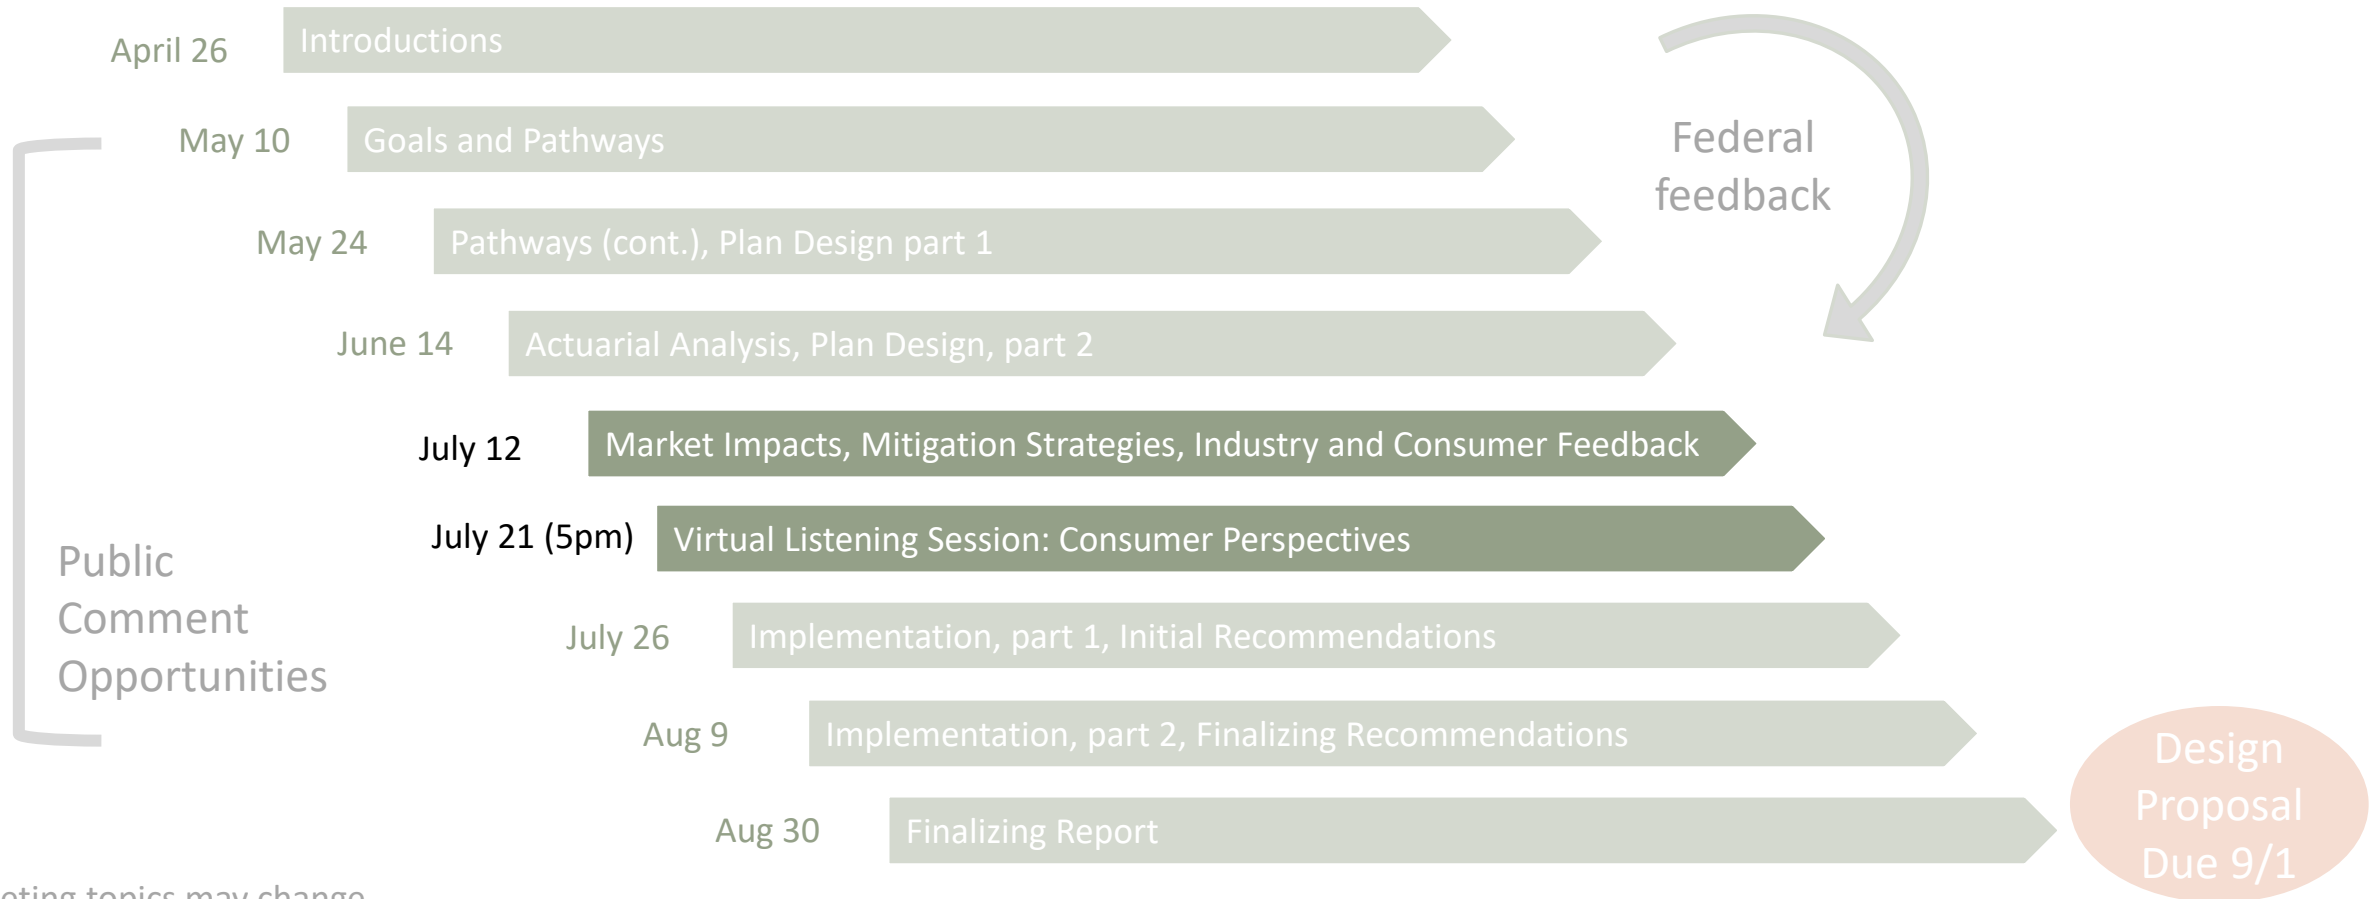 April 26
Introductions
May 10
Goals and Pathways
Federal
feedback
May 24
Pathways (cont.), Plan Design part 1
June 14
Actuarial Analysis, Plan Design, part 2
July 12
Market Impacts, Mitigation Strategies, Industry and Consumer Feedback
July 21 (5pm)
Virtual Listening Session: Consumer Perspectives
Public
Comment
Opportunities
July 26
Implementation, part 1, Initial Recommendations
Aug 9
Implementation, part 2, Finalizing Recommendations
Aug 30
Finalizing Report
Design
Proposal
Due 9/1
topics may change